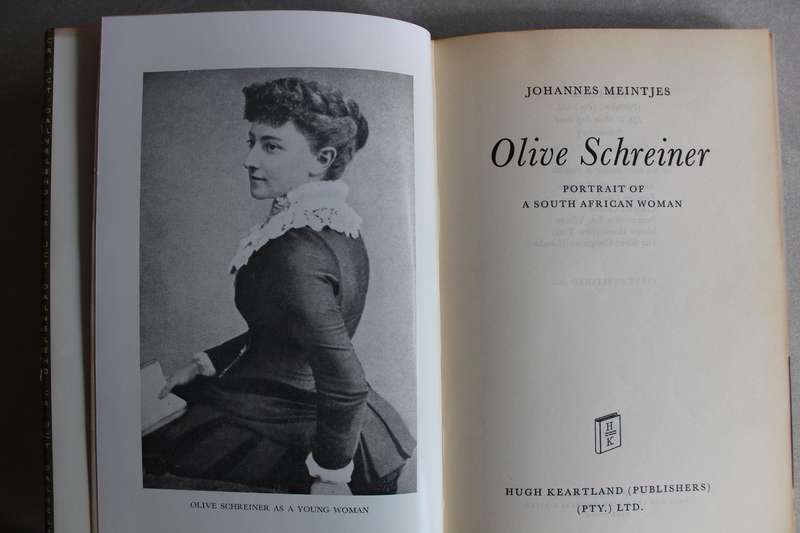 OLIVE SCHREINER AS A YOUNG WOMAN
JOHANNES MEINTJES
Olive Schreiner
PORTRAIT OF
A SOUTH AFRICAN WOMAN
H
K
HUGH KEARTLAND (PUBLISHERS)
(PTY.) LTD.